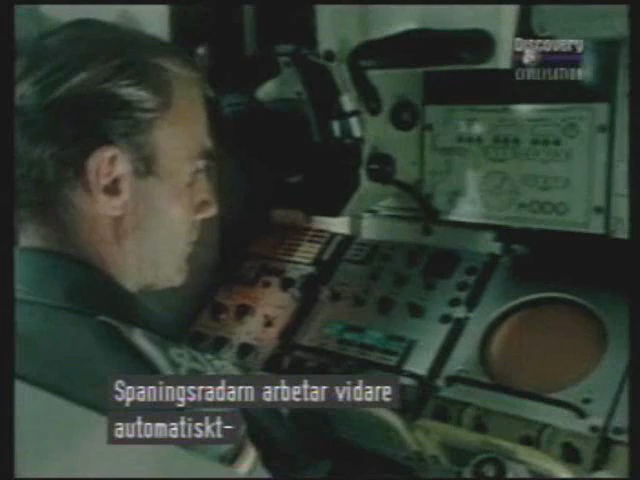 Discovery
CIVILISATION
Spaningsradarn arbetar vidare
automatiskt-